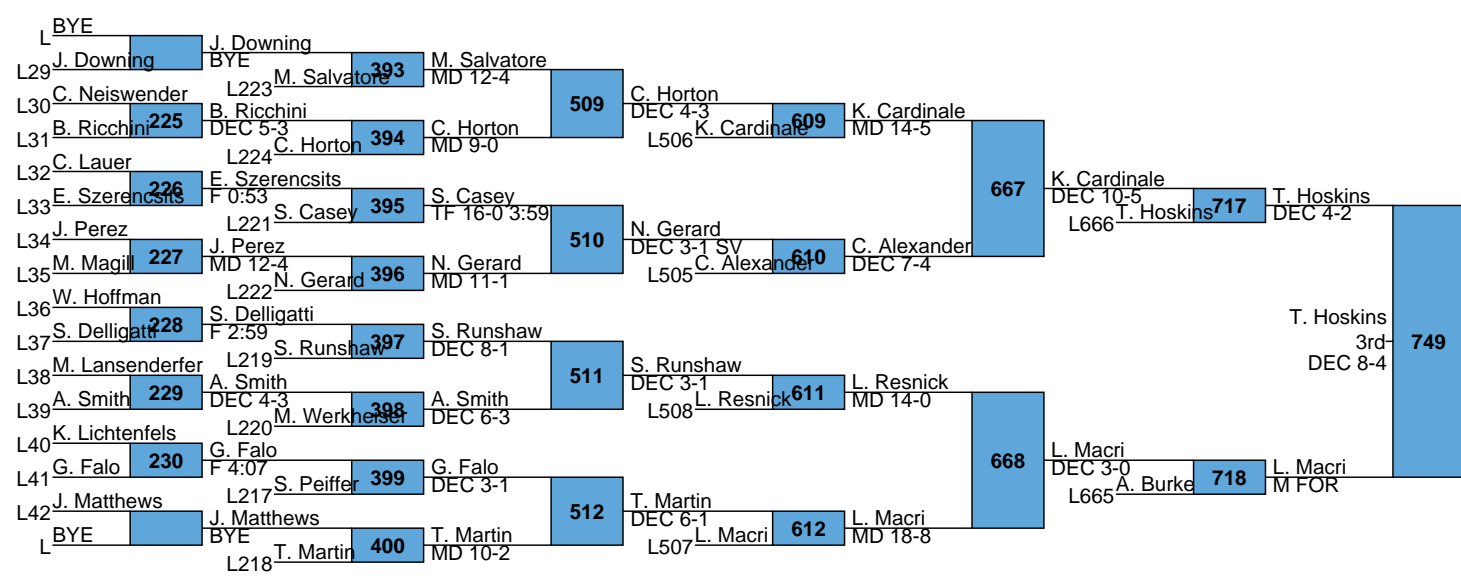 BYE
L
J. Downing
BYE
J. Downing
L29
393
M. Salvatore
MD 12-4
M. Salvatore
L223
C. Neiswender
L30
509
C. Horton
DEC 4-3
225
B. Ricchini
DEC 5-3
609
K. Cardinale
MD 14-5
B. Ricchini
L31
394
C. Horton
MD 9-0
K. Cardinale
L506
C. Horton
L224
C. Lauer
L32
226
E. Szerencsits
F 0:53
667
K. Cardinale
DEC 10-5
E. Szerencsits
L33
395
S. Casey
TF 16-0 3:59
717
T. Hoskins
DEC 4-2
S. Casey
L221
T. Hoskins
L666
J. Perez
L34
510
N. Gerard
DEC 3-1 SV
227
J. Perez
MD 12-4
610
C. Alexander
DEC 7-4
M. Magill
L35
396
N. Gerard
MD 11-1
C. Alexander
L505
N. Gerard
L222
W. Hoffman
L36
228
S. Delligatti
F 2:59
T. Hoskins
3rd
DEC 8-4
749
S. Delligatti
L37
397
S. Runshaw
DEC 8-1
S. Runshaw
L219
M. Lansenderfer
L38
511
S. Runshaw
DEC 3-1
229
A. Smith
DEC 4-3
611
L. Resnick
MD 14-0
A. Smith
L39
398
A. Smith
DEC 6-3
L. Resnick
L508
M. Werkheiser
L220
K. Lichtenfels
L40
230
G. Falo
F 4:07
668
L. Macri
DEC 3-0
G. Falo
L41
399
G. Falo
DEC 3-1
718
L. Macri
M FOR
S. Peiffer
L217
A. Burke
L665
J. Matthews
L42
512
T. Martin
DEC 6-1
J. Matthews
BYE
612
L. Macri
MD 18-8
BYE
L
400
T. Martin
MD 10-2
L. Macri
L507
T. Martin
L218